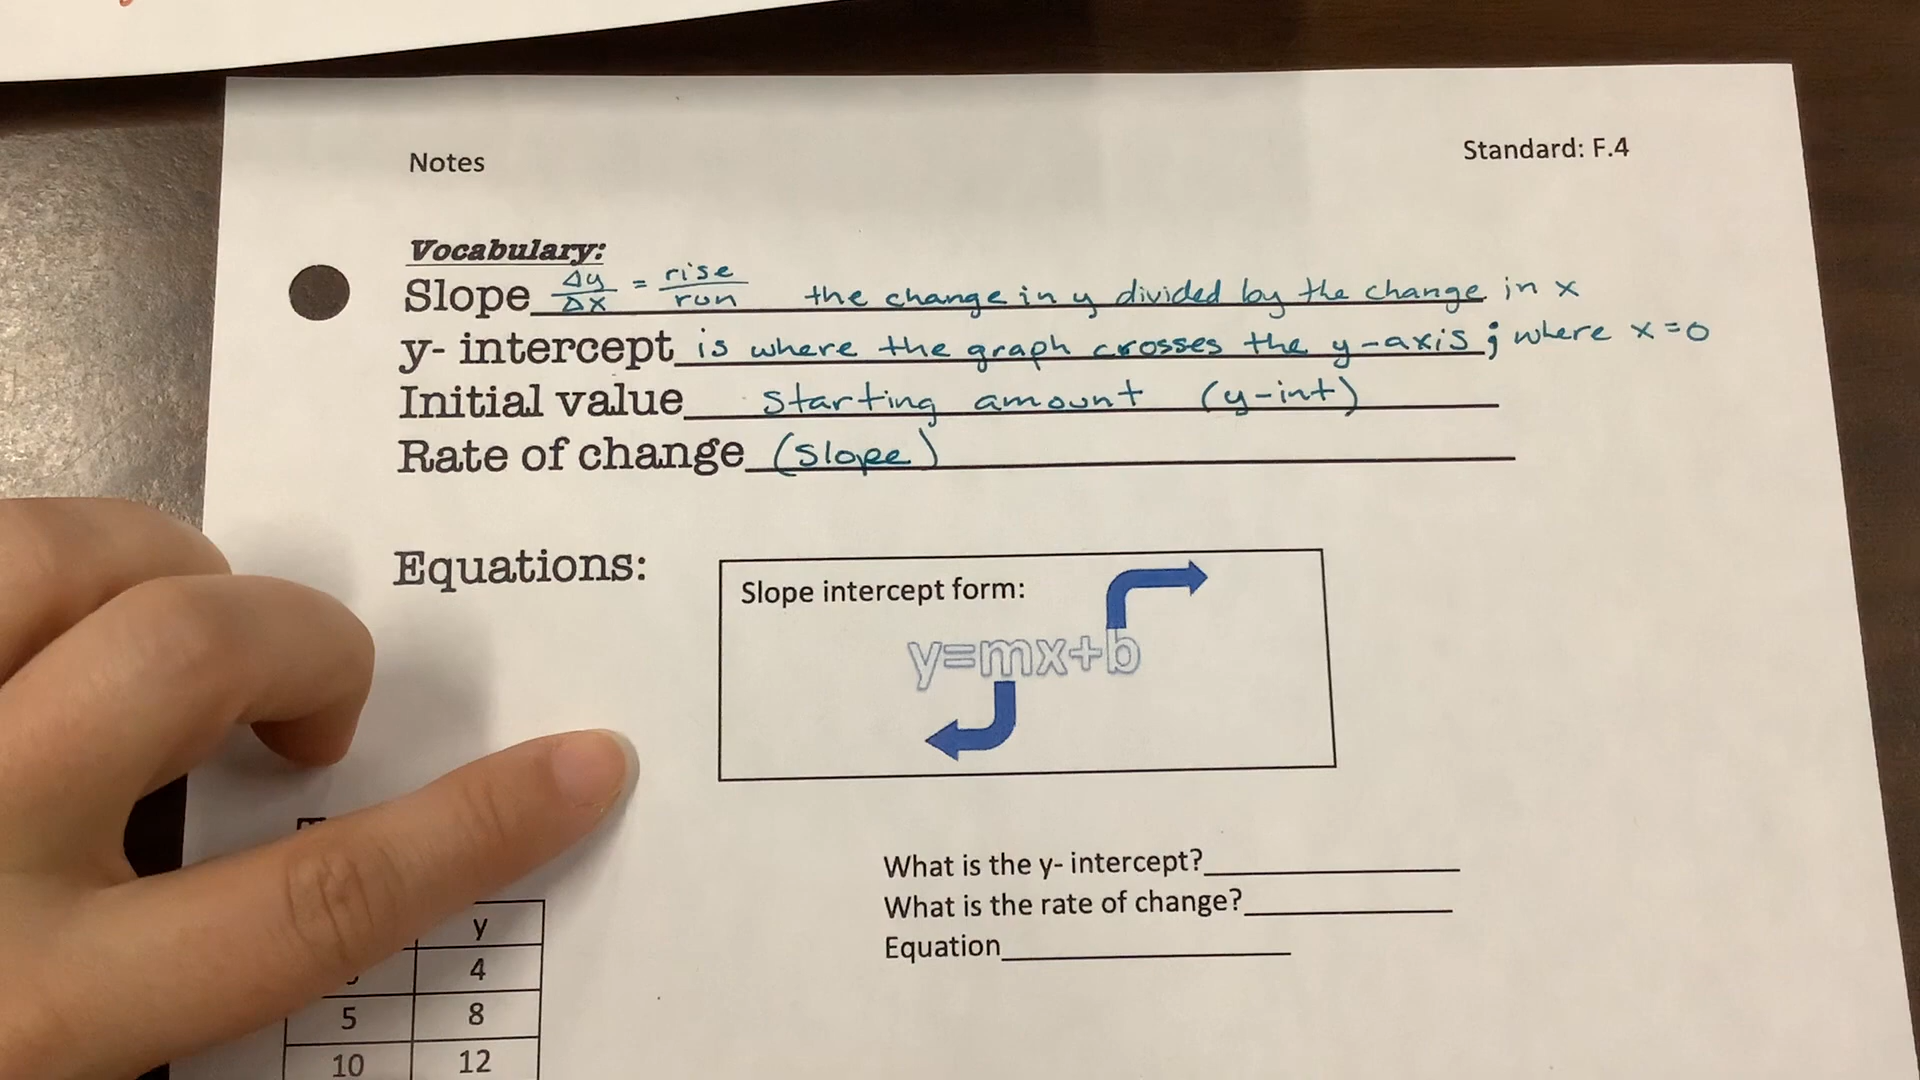 Notes
Standard: F.4
Vocabulary:
Slope Δy/Δx = rise/run the change in y divided by the change in x
y- intercept is where the graph crosses the y-axis ; where x=0
Initial value starting amount (y-int)
Rate of change (slope)
Equations:
Slope intercept form:
y=mx+b
What is the y- intercept?
What is the rate of change?
Equation
y
4
5 8
10 12